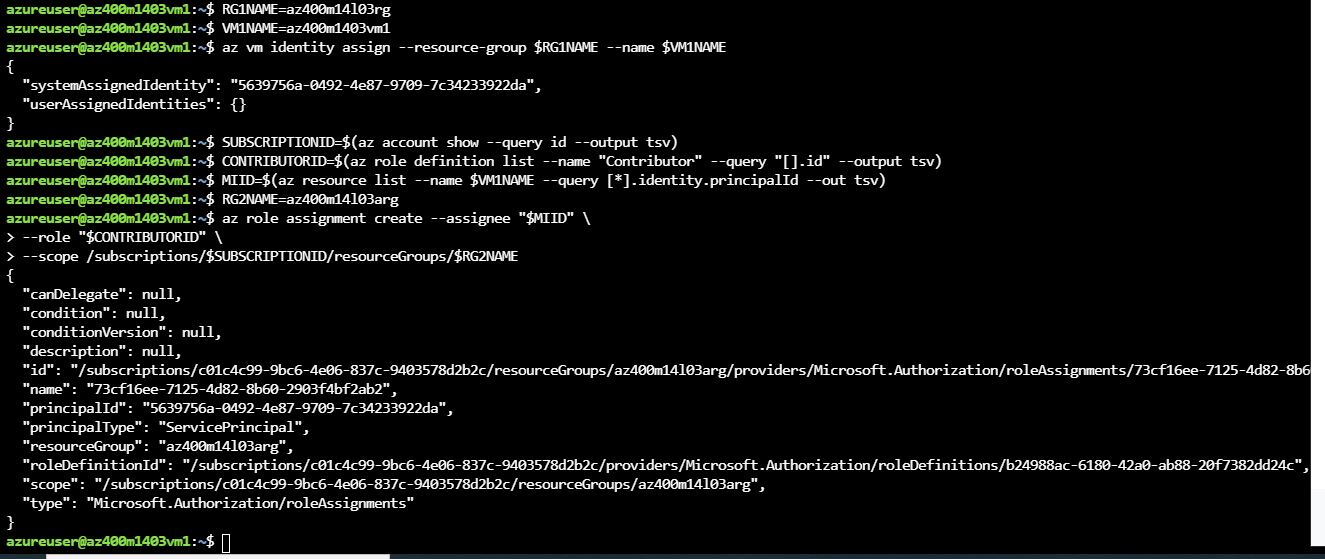 azureuser@az400m1403vm1:~$ RG1NAME=az400m14l03rg
azureuser@az400m1403vm1:~$ VM1NAME=az400m1403vm1
azureuser@az400m1403vm1:~$ az vm identity assign --resource-group $RG1NAME --name $VM1NAME
{
  "systemAssignedIdentity": "5639756a-0492-4e87-9709-7c34233922da",
  "userAssignedIdentities": {}
}
azureuser@az400m1403vm1:~$ SUBSCRIPTIONID=$(az account show --query id --output tsv)
azureuser@az400m1403vm1:~$ CONTRIBUTORID=$(az role definition list --name "Contributor" --query "[].id" --output tsv)
azureuser@az400m1403vm1:~$ MIID=$(az resource list --name $VM1NAME --query [*].identity.principalId --out tsv)
azureuser@az400m1403vm1:~$ RG2NAME=az400m14l03arg
azureuser@az400m1403vm1:~$ az role assignment create --assignee "$MIID" \
> --role "$CONTRIBUTORID" \
> --scope /subscriptions/$SUBSCRIPTIONID/resourceGroups/$RG2NAME
{
  "canDelegate": null,
  "condition": null,
  "conditionVersion": null,
  "description": null,
  "id": "/subscriptions/c01c4c99-9bc6-4e06-837c-9403578d2b2c/resourceGroups/az400m14l03arg/providers/Microsoft.Authorization/roleAssignments/73cf16ee-7125-4d82-8b6
  "name": "73cf16ee-7125-4d82-8b60-2903f4bf2ab2",
  "principalId": "5639756a-0492-4e87-9709-7c34233922da",
  "principalType": "ServicePrincipal",
  "resourceGroup": "az400m14l03arg",
  "roleDefinitionId": "/subscriptions/c01c4c99-9bc6-4e06-837c-9403578d2b2c/providers/Microsoft.Authorization/roleDefinitions/b24988ac-6180-42a0-ab88-20f7382dd24c",
  "scope": "/subscriptions/c01c4c99-9bc6-4e06-837c-9403578d2b2c/resourceGroups/az400m14l03arg",
  "type": "Microsoft.Authorization/roleAssignments"
}
azureuser@az400m1403vm1:~$